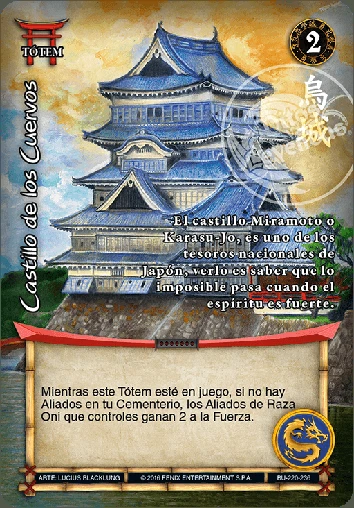 TÓTEM
2
烏
城
Castillo de los Cuervos
El castillo Miramoto o
Karasu-Jo, es uno de los
tesoros nacionales de
Japón, verlo es saber que lo
imposible pasa cuando el
espíritu es fuerte.
Mientras este Tótem esté en juego, si no hay
Aliados en tu Cementerio, los Aliados de Raza
Oni que controles ganan 2 a la Fuerza.
ARTE: LUCIUS BLACKLUNG
© 2016 FENIX ENTERTAINMENT S.P.A.
BU-220-236